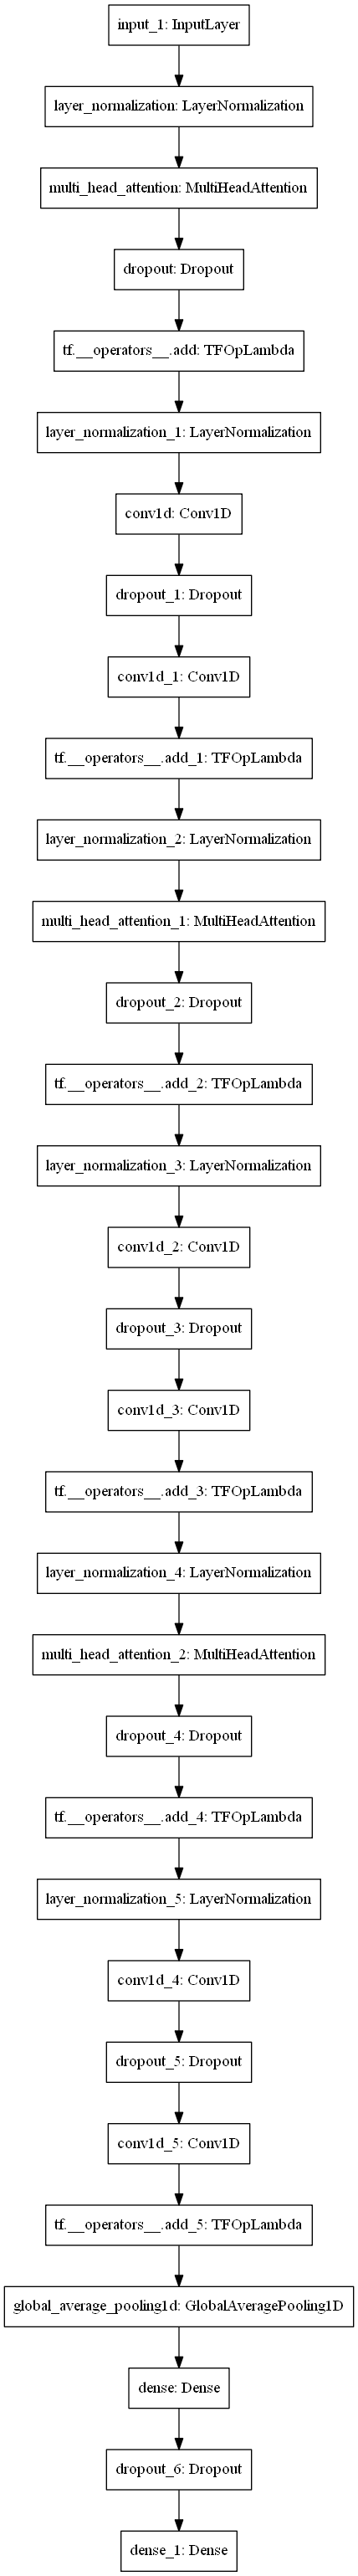 input_1: InputLayer
layer_normalization: LayerNormalization
multi_head_attention: MultiHeadAttention
dropout: Dropout
tf.__operators__.add: TFOpLambda
layer_normalization_1: LayerNormalization
conv1d: Conv1D
dropout_1: Dropout
conv1d_1: Conv1D
tf.__operators__.add_1: TFOpLambda
layer_normalization_2: LayerNormalization
multi_head_attention_1: MultiHeadAttention
dropout_2: Dropout
tf.__operators__.add_2: TFOpLambda
layer_normalization_3: LayerNormalization
conv1d_2: Conv1D
dropout_3: Dropout
conv1d_3: Conv1D
tf.__operators__.add_3: TFOpLambda
layer_normalization_4: LayerNormalization
multi_head_attention_2: MultiHeadAttention
dropout_4: Dropout
tf.__operators__.add_4: TFOpLambda
layer_normalization_5: LayerNormalization
conv1d_4: Conv1D
dropout_5: Dropout
conv1d_5: Conv1D
tf.__operators__.add_5: TFOpLambda
global_average_pooling1d: GlobalAveragePooling1D
dense: Dense
dropout_6: Dropout
dense_1: Dense